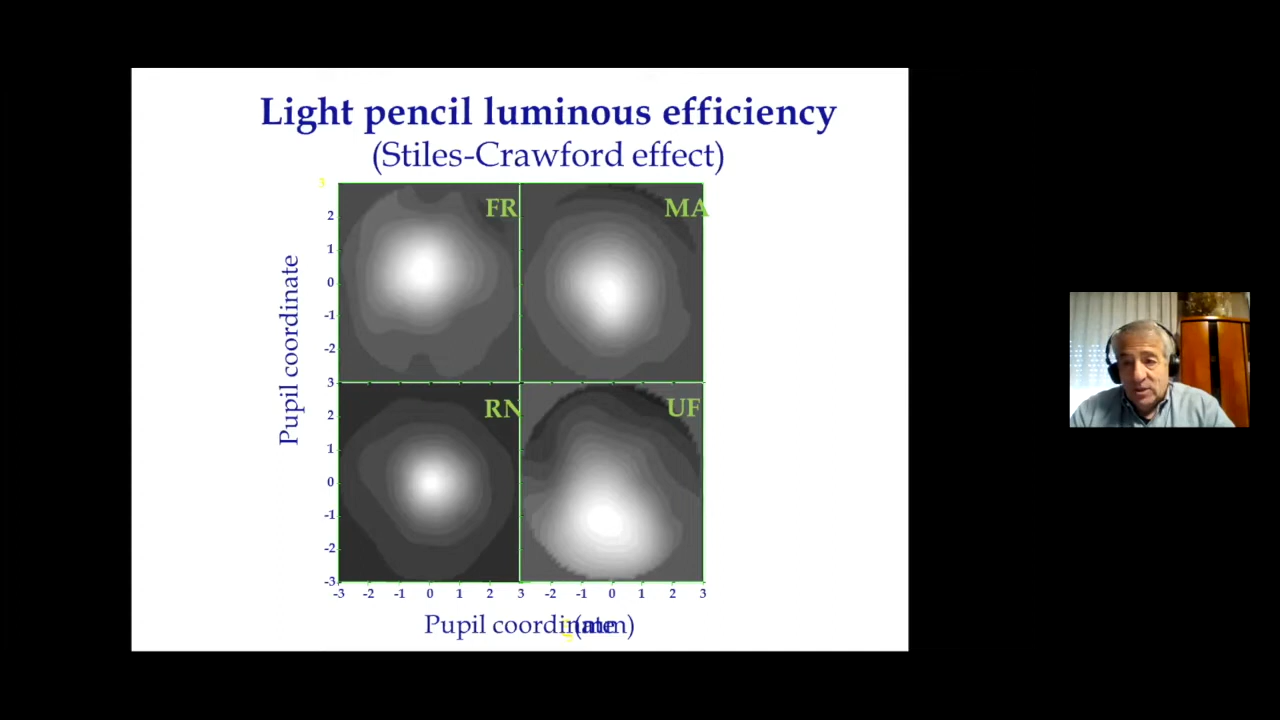 Light pencil luminous efficiency
(Stiles-Crawford effect)
3
FR
MA
2
1
0
-1
-2
3
RN
UF
2
1
0
-1
-2
-3
Pupil coordinate
-3 -2 -1 0 1 2 3 -2 -1 0 1 2 3
Pupil coordinate (mm)